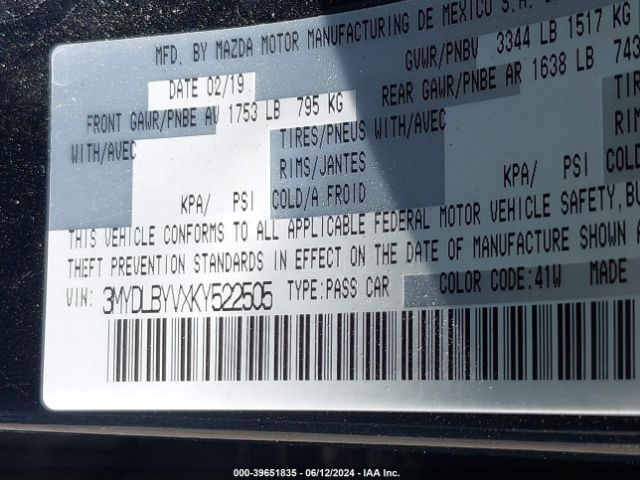 MFD. BY MAZDA MOTOR MANUFACTURING DE MEXICO S.A.
DATE 02/19 GVWR/PNBV 3344 LB 1517 KG
FRONT GAWR/PNBE AV 1753 LB 795 KG REAR GAWR/PNBE AR 1638 LB 743
WITH/AVEC TIRES/PNEUS WITH/AVEC
RIMS/JANTES
KPA/ PSI COLD/A FROID KPA/ PSI COLD
THIS VEHICLE CONFORMS TO ALL APPLICABLE FEDERAL MOTOR VEHICLE SAFETY, BU
THEFT PREVENTION STANDARDS IN EFFECT ON THE DATE OF MANUFACTURE SHOWN A
VIN: 3MYDLBYVXKY522505 TYPE:PASS CAR COLOR CODE:41W MADE
000-39651835 - 06/12/2024 - IAA Inc.